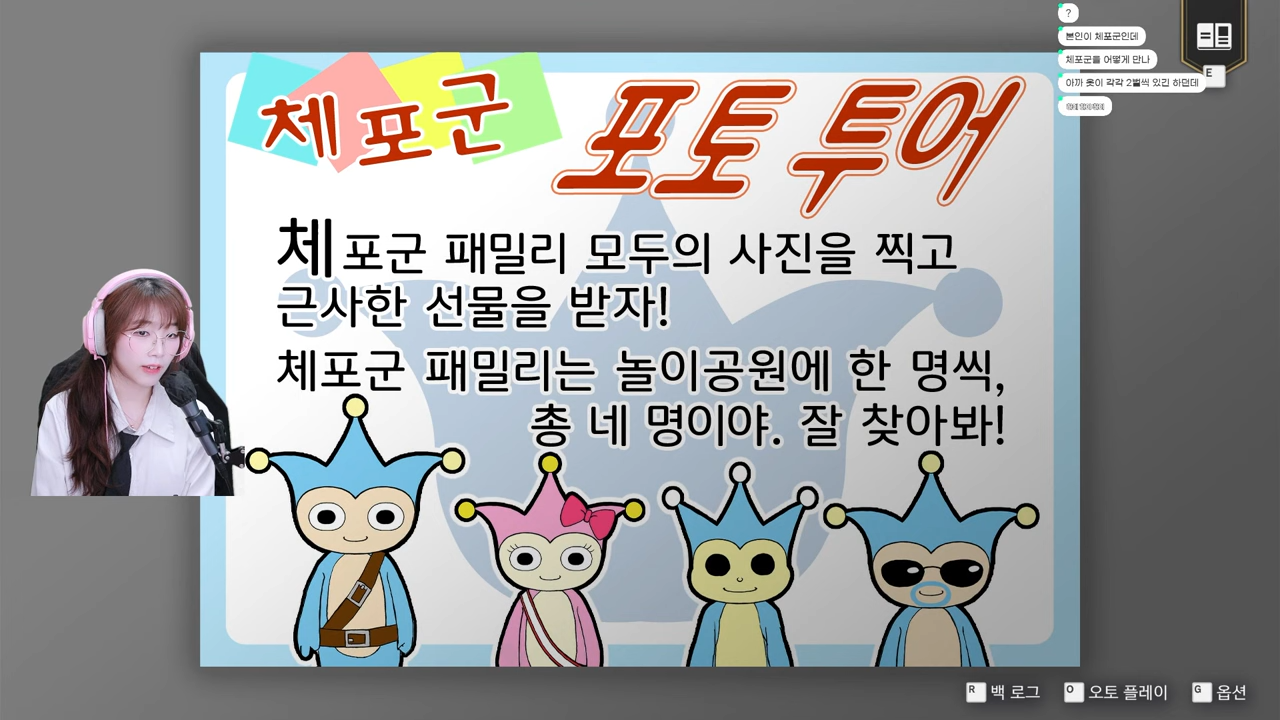 ?
본인이 체포군인데
체포군을 어떻게 만나
아까 옷이 각각 2벌씩 있긴 하던데
E
체포군 포토 투어
체포군 패밀리 모두의 사진을 찍고
근사한 선물을 받자!
체포군 패밀리는 놀이공원에 한 명씩,
총 네 명이야. 잘 찾아봐!
R 백 로그 O 오토 플레이 G 옵션